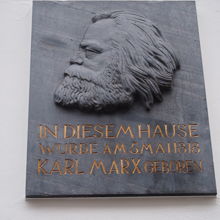 IN DIESEM HAUSE
WURDE AM 5 MAI 1818
KARL MARX GEBOREN